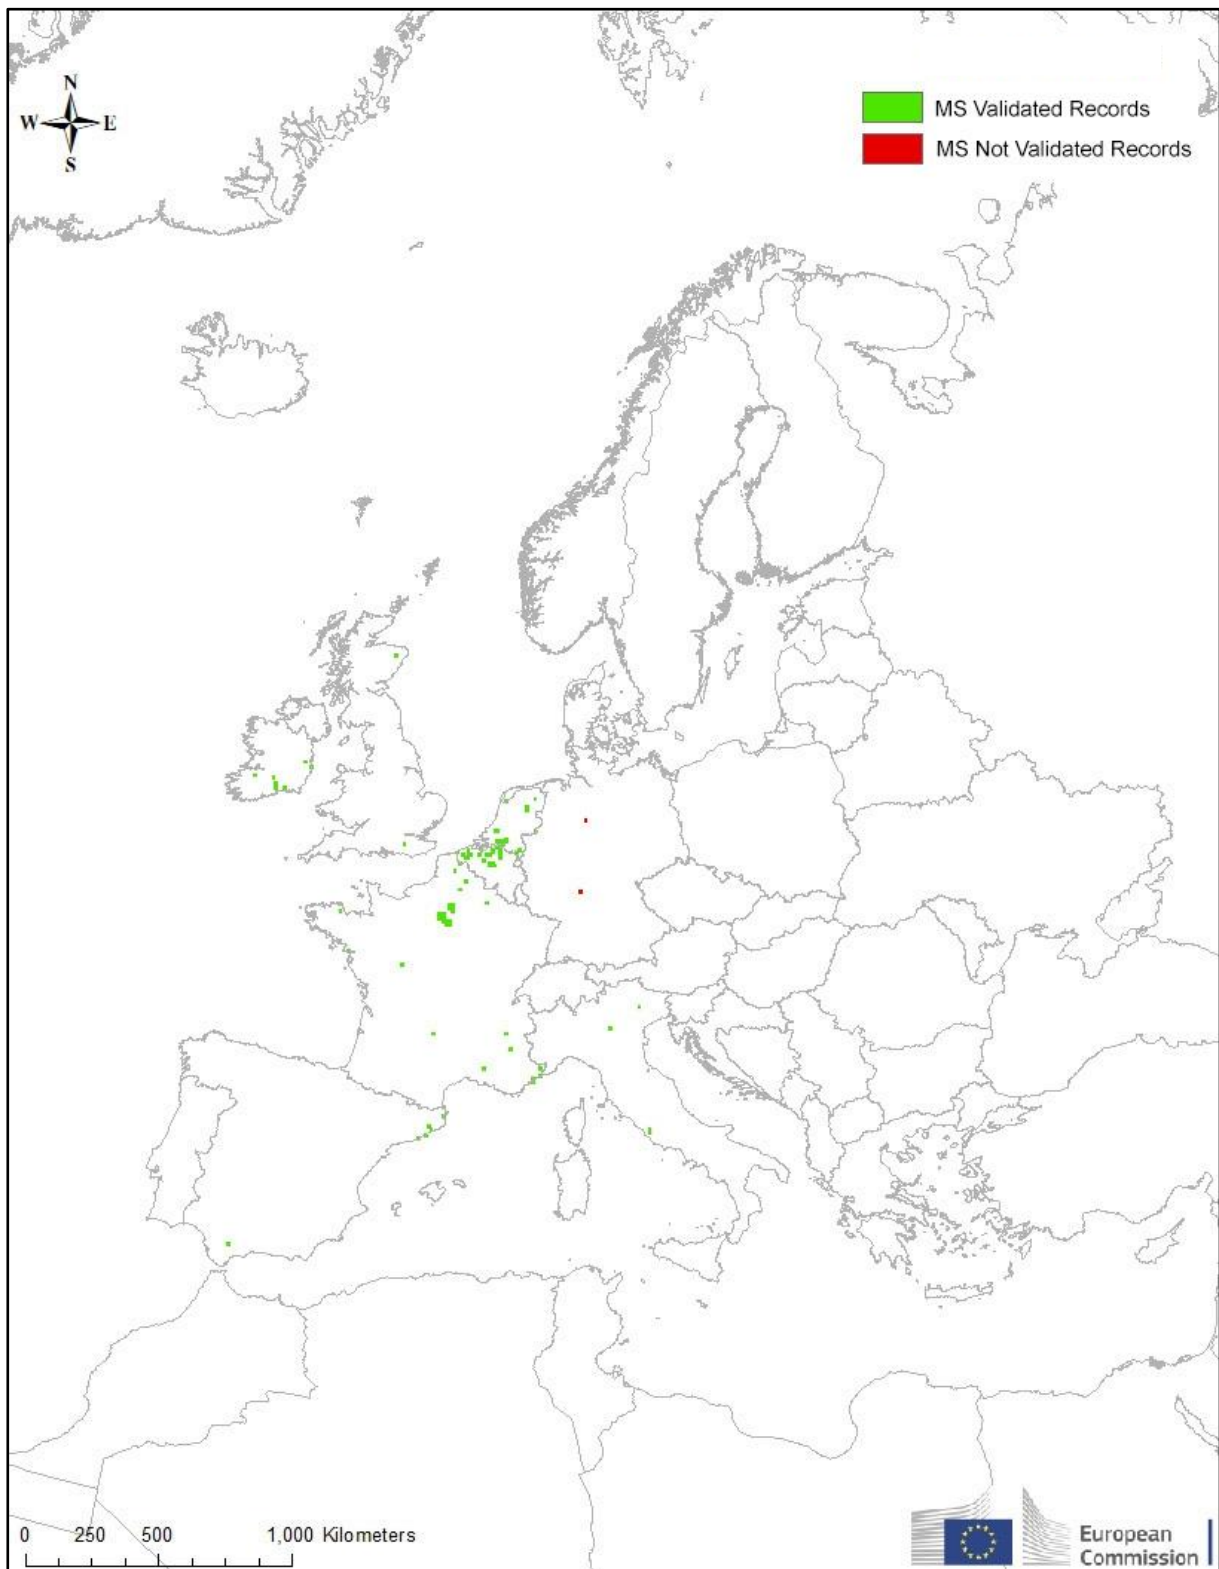 N
W E
S
MS Validated Records
MS Not Validated Records
0 250 500 1,000 Kilometers
European
Commission